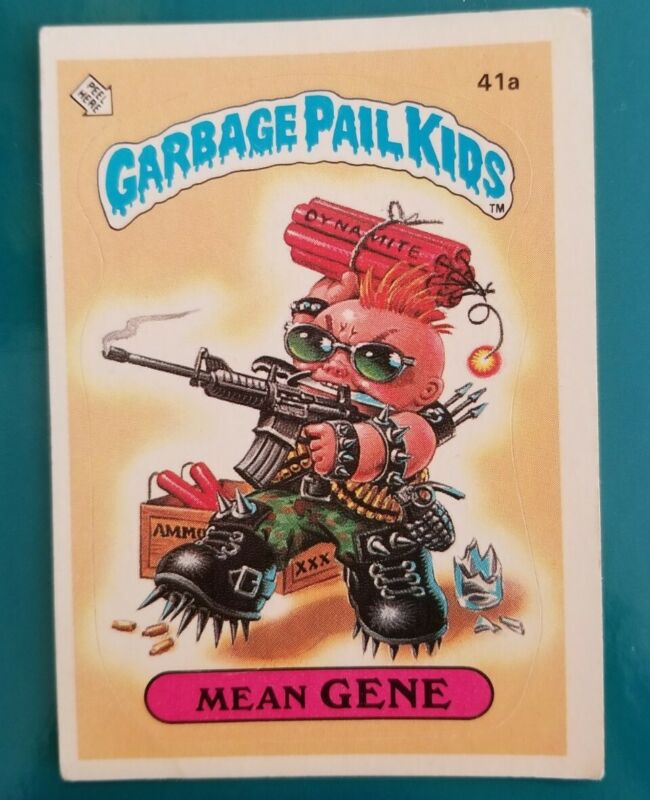 PEEL
HERE
41a
GARBAGE PAIL KIDS
TM
DYNAMITE
AMMO
XXX
MEAN GENE